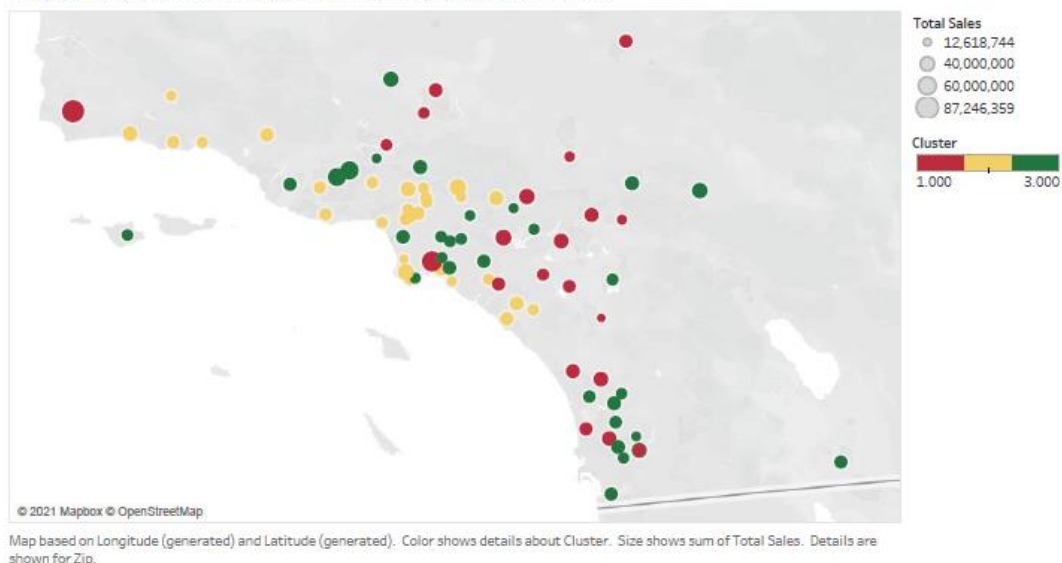 Total Sales
12,618,744
40,000,000
60,000,000
87,246,359
Cluster
1.000 3.000
© 2021 Mapbox © OpenStreetMap
Map based on Longitude (generated) and Latitude (generated). Color shows details about Cluster. Size shows sum of Total Sales. Details are
shown for Zip.